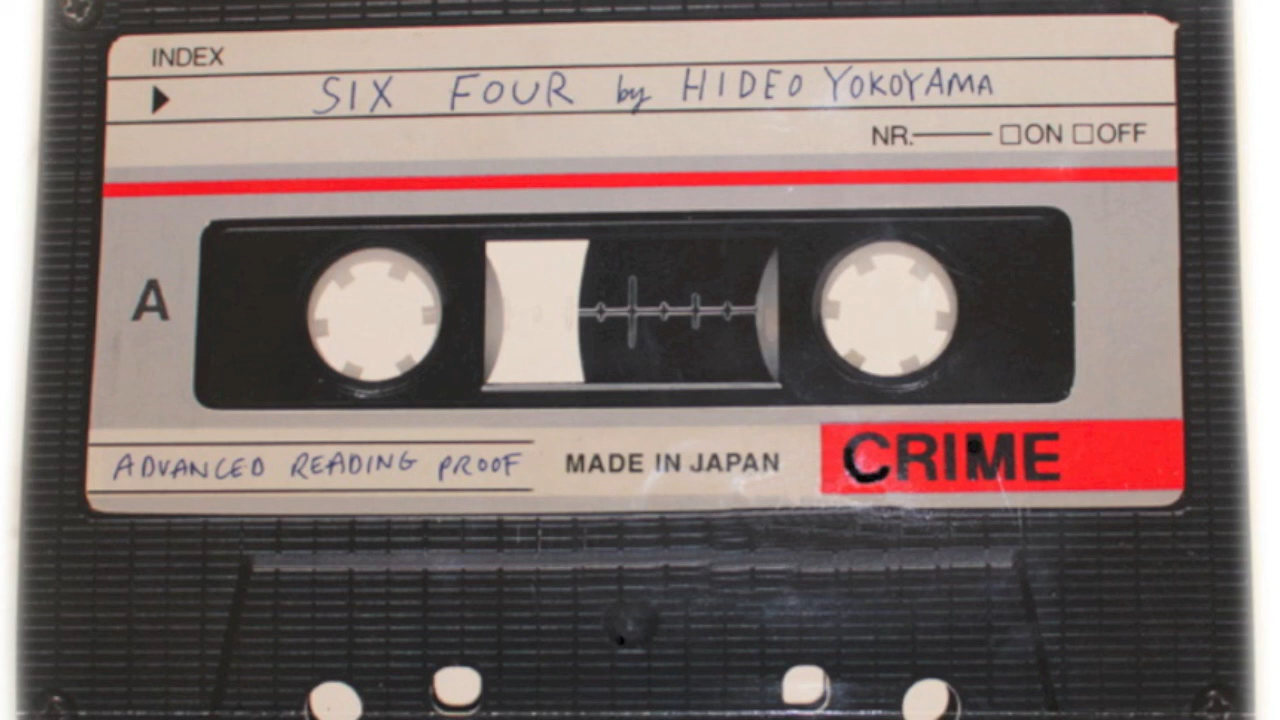 INDEX
SIX FOUR by HIDEO YOKOYAMA
NR. ☐ON ☐OFF
A
ADVANCED READING PROOF
MADE IN JAPAN
CRIME